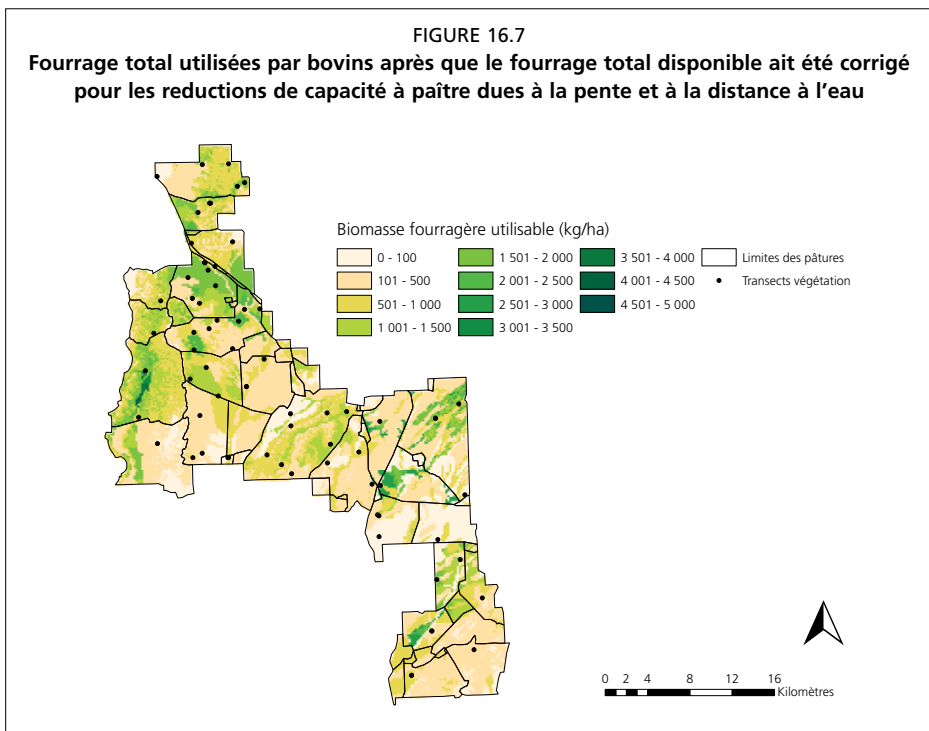 FIGURE 16.7
Fourrage total utilisées par bovins après que le fourrage total disponible ait été corrigé
pour les reductions de capacité à paître dues à la pente et à la distance à l'eau
Biomasse fourragère utilisable (kg/ha)
0 - 100
101 - 500
501 - 1 000
1 001 - 1 500
1 501 - 2 000
2 001 - 2 500
2 501 - 3 000
3 001 - 3 500
3 501 - 4 000
4 001 - 4 500
4 501 - 5 000
Limites des pâtures
Transects végétation
0 2 4 8 12 16
Kilomètres